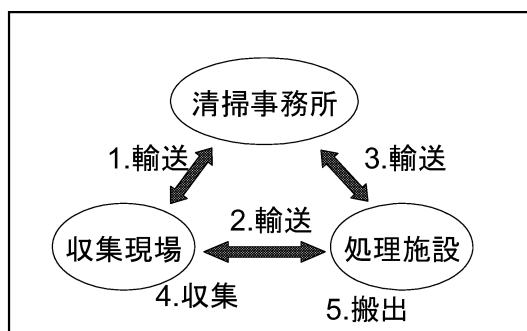 清掃事務所
1.輸送
3.輸送
2.輸送
収集現場
処理施設
4.収集
5.搬出